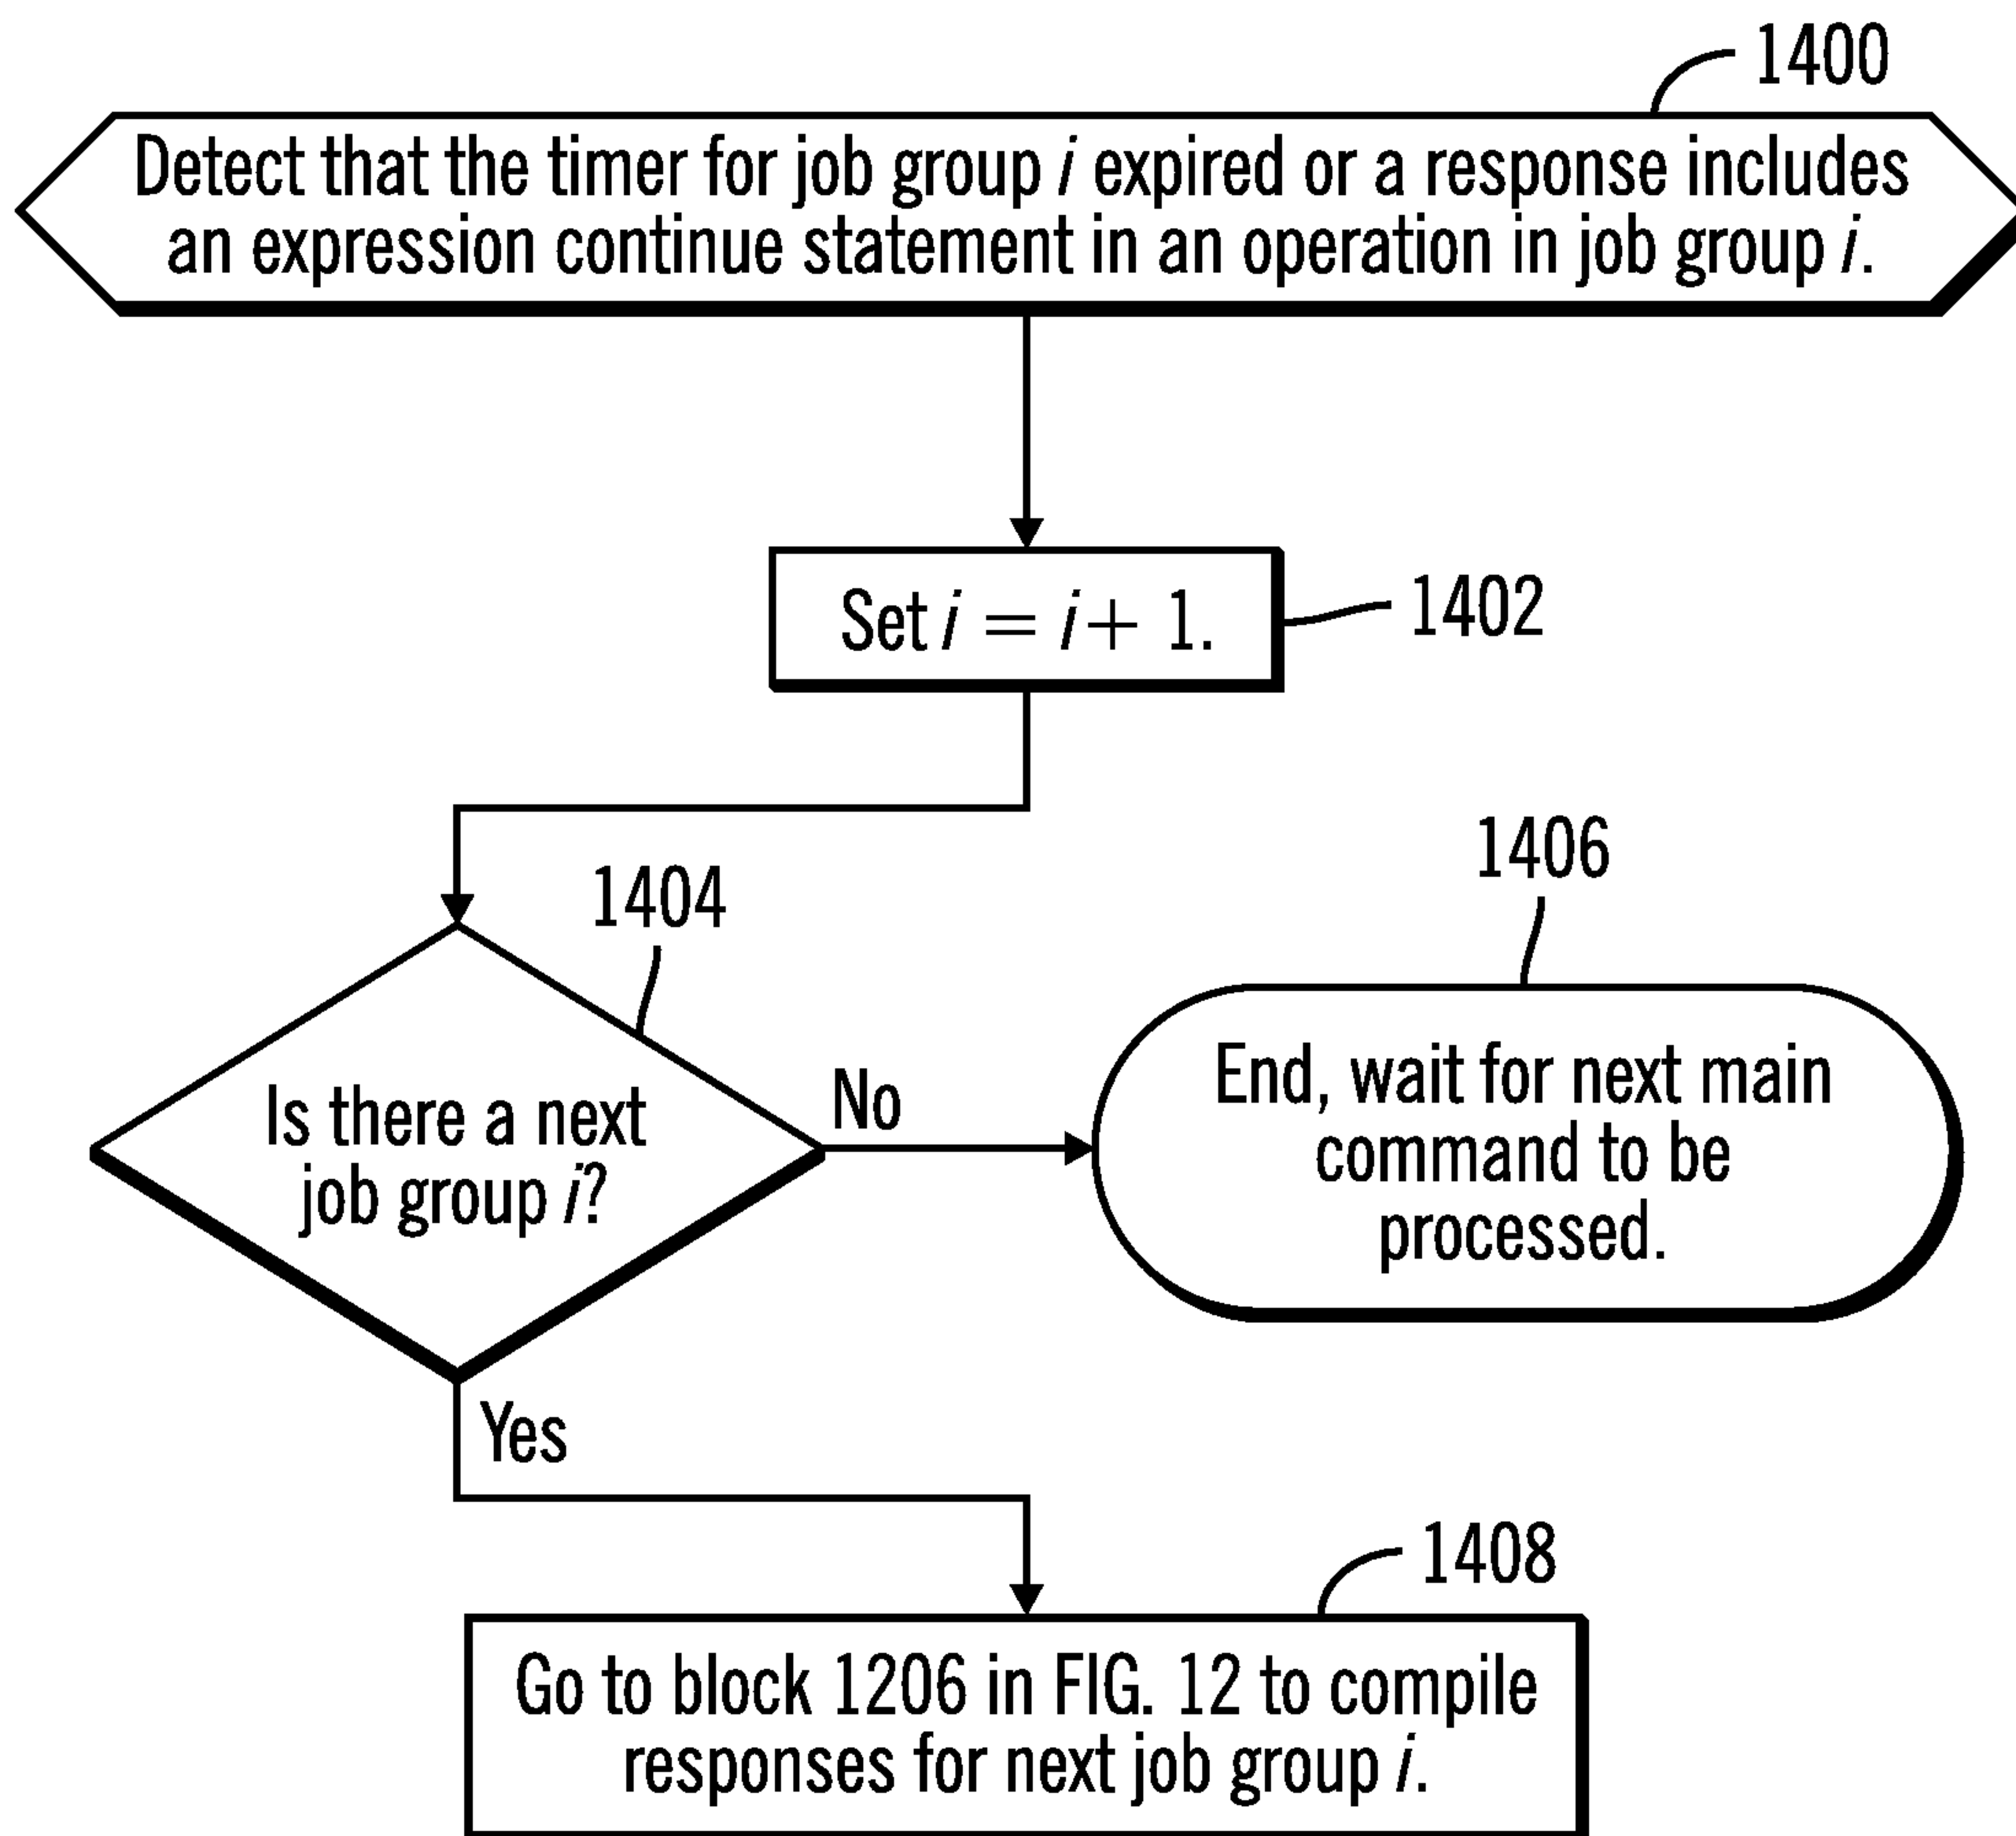 1400
Detect that the timer for job group i expired or a response includes
an expression continue statement in an operation in job group i.
Set i = i + 1.
1402
1404
1406
Is there a next
job group i?
No
End, wait for next main
command to be
processed.
Yes
1408
Go to block 1206 in FIG. 12 to compile
responses for next job group i.